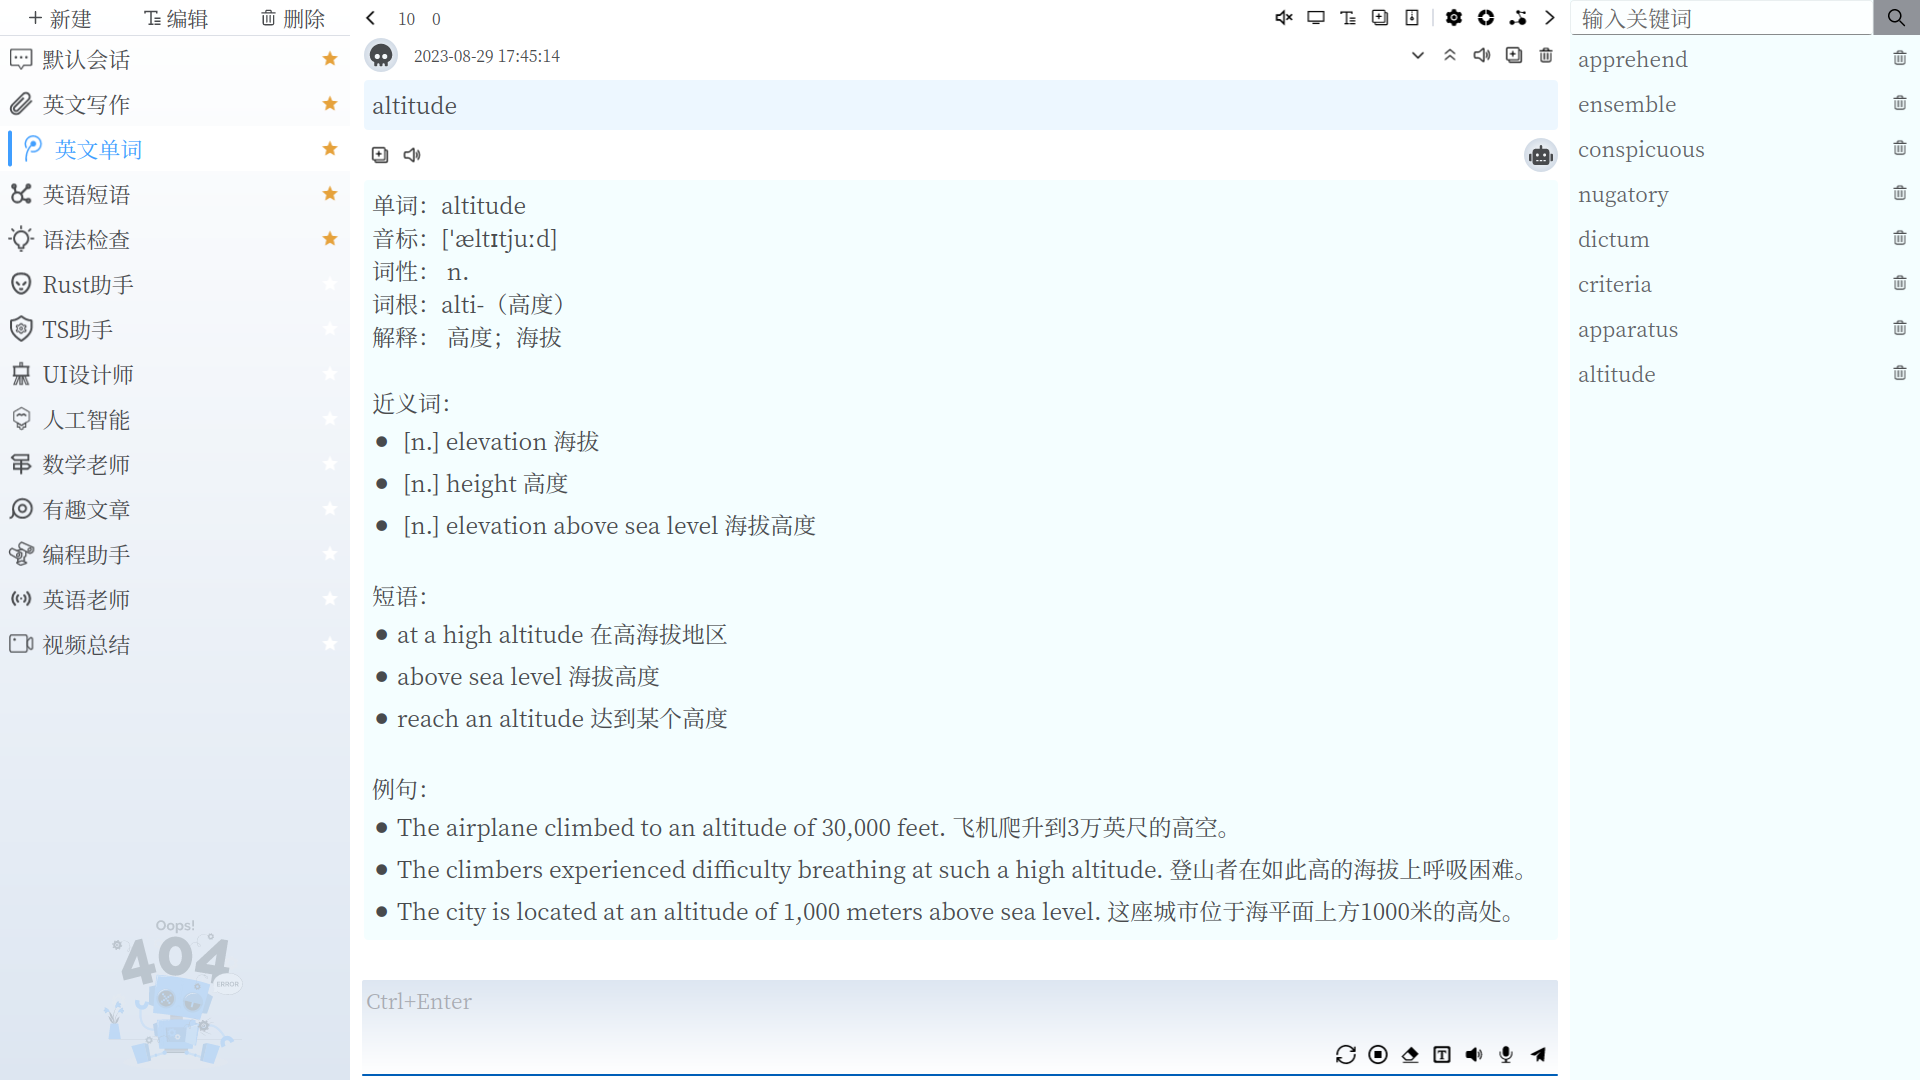 新建 编辑 删除
默认会话
英文写作
英文单词
英语短语
语法检查
Rust助手
TS助手
UI设计师
人工智能
数学老师
有趣文章
编程助手
英语老师
视频总结
Oops!
404
ERROR
10 0
2023-08-29 17:45:14
altitude
单词：altitude
音标：['æltɪtjuːd]
词性： n.
词根：alti-（高度）
解释： 高度；海拔
近义词：
● [n.] elevation 海拔
● [n.] height 高度
● [n.] elevation above sea level 海拔高度
短语：
● at a high altitude 在高海拔地区
● above sea level 海拔高度
● reach an altitude 达到某个高度
例句：
● The airplane climbed to an altitude of 30,000 feet. 飞机爬升到3万英尺的高空。
● The climbers experienced difficulty breathing at such a high altitude. 登山者在如此高的海拔上呼吸困难。
● The city is located at an altitude of 1,000 meters above sea level. 这座城市位于海平面上方1000米的高处。
Ctrl+Enter
输入关键词
apprehend
ensemble
conspicuous
nugatory
dictum
criteria
apparatus
altitude